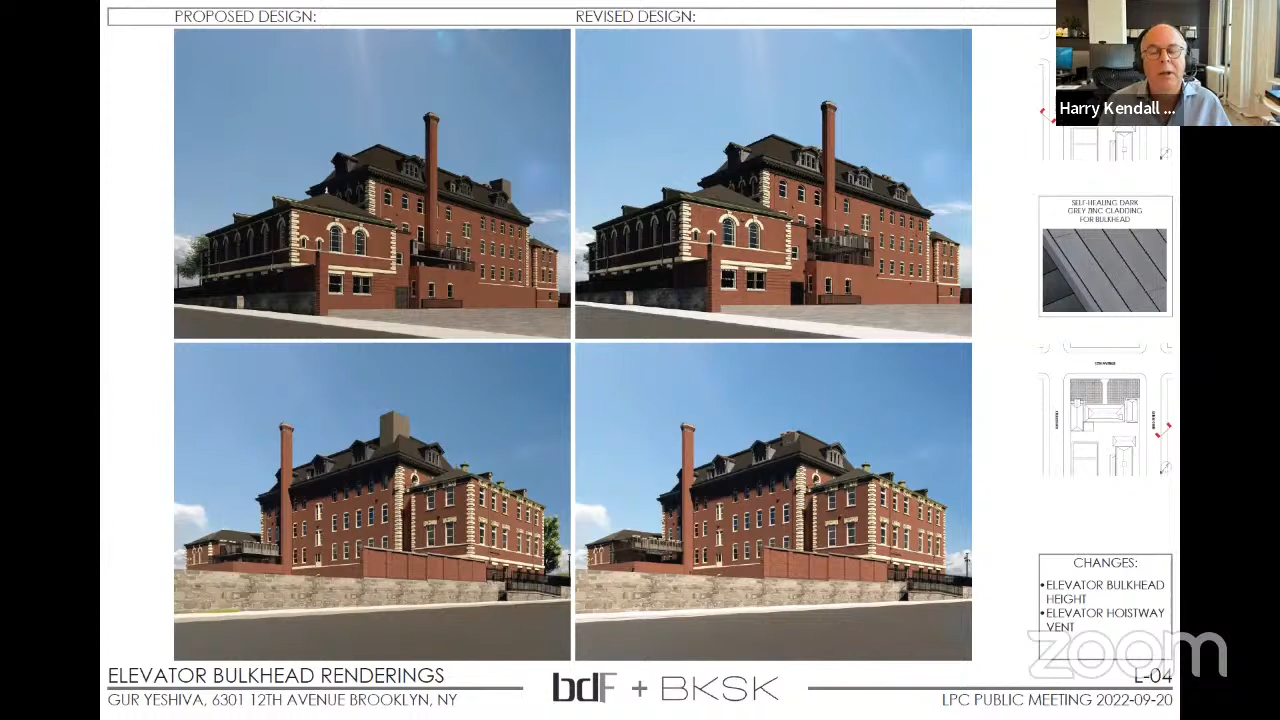 PROPOSED DESIGN:
REVISED DESIGN:
Harry Kendall ...
SELF-HEALING DARK
GREY ZINC CLADDING
FOR BULKHEAD
12TH AVENUE
CHANGES:
•ELEVATOR BULKHEAD
HEIGHT
•ELEVATOR HOISTWAY
VENT
zoom
ELEVATOR BULKHEAD RENDERINGS
L-04
GUR YESHIVA, 6301 12TH AVENUE BROOKLYN, NY
bdF + BKSK
LPC PUBLIC MEETING 2022-09-20